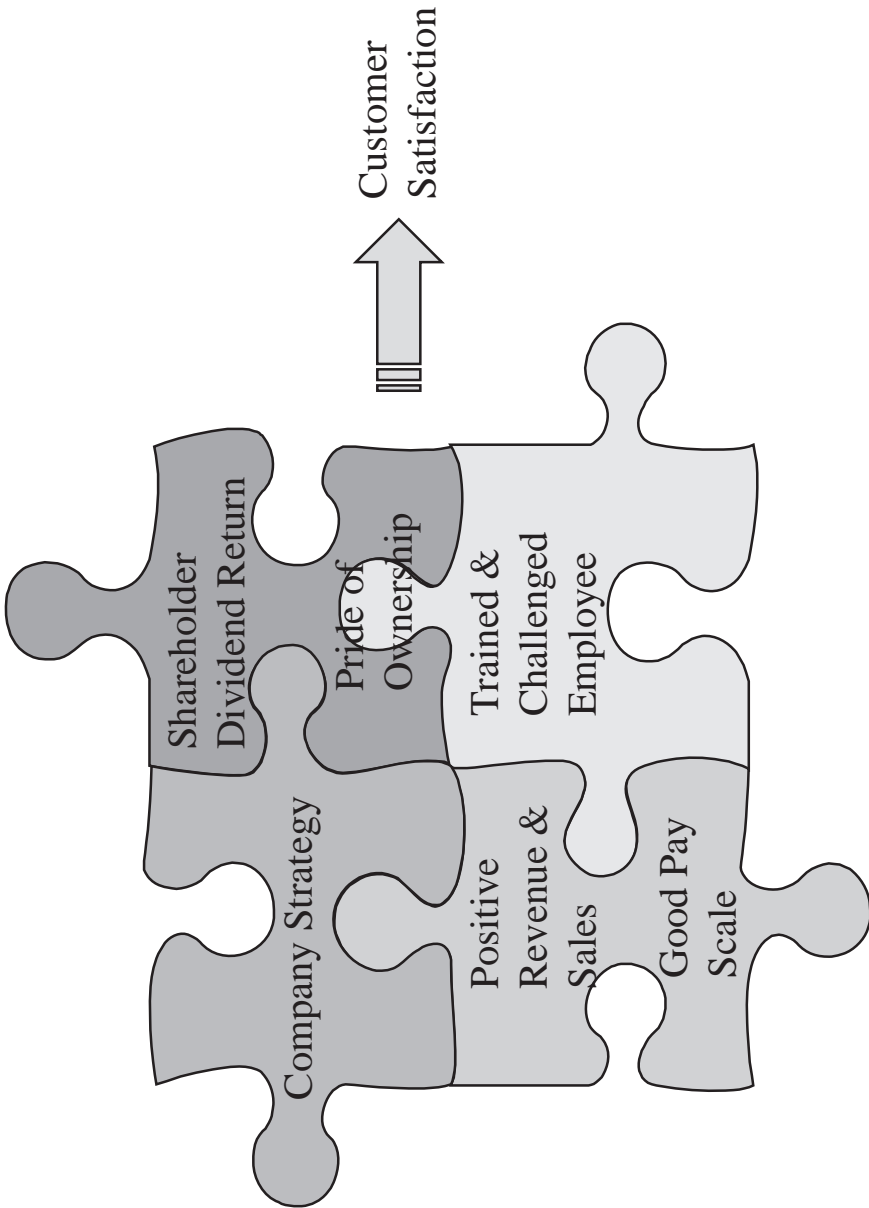 Company Strategy
Shareholder
Dividend Return
Pride of
Ownership
Positive
Revenue &
Sales
Good Pay
Scale
Trained &
Challenged
Employee
Customer
Satisfaction